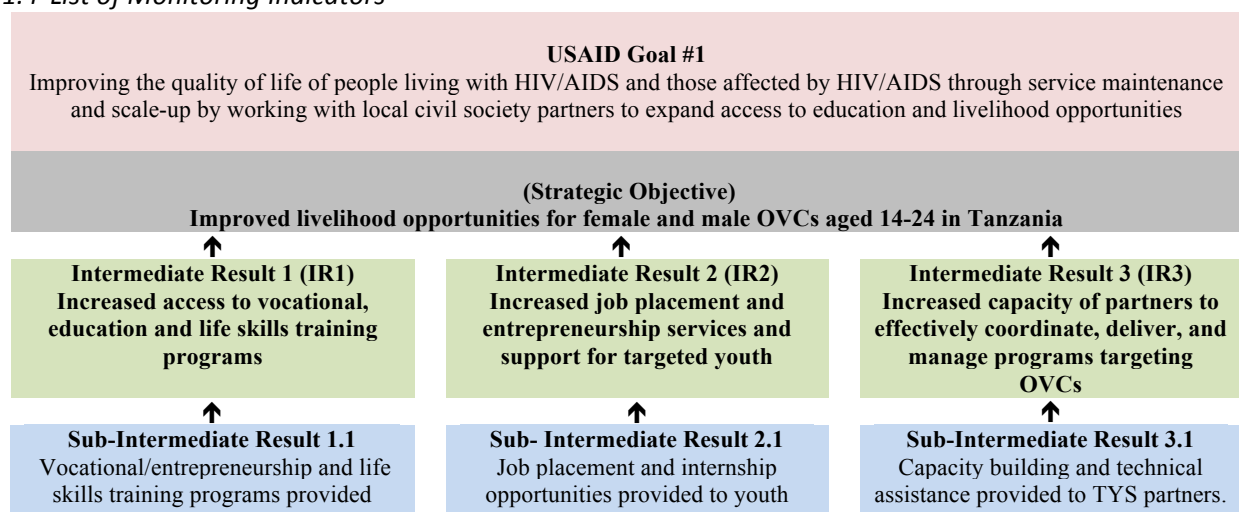 List of Monitoring Indicators
USAID Goal #1
Improving the quality of life of people living with HIV/AIDS and those affected by HIV/AIDS through service maintenance
and scale-up by working with local civil society partners to expand access to education and livelihood opportunities
(Strategic Objective)
Improved livelihood opportunities for female and male OVCs aged 14-24 in Tanzania
Intermediate Result 1 (IR1)
Increased access to vocational,
education and life skills training
programs
Intermediate Result 2 (IR2)
Increased job placement and
entrepreneurship services and
support for targeted youth
Intermediate Result 3 (IR3)
Increased capacity of partners to
effectively coordinate, deliver, and
manage programs targeting
OVCs
Sub-Intermediate Result 1.1
Vocational/entrepreneurship and life
skills training programs provided
Sub- Intermediate Result 2.1
Job placement and internship
opportunities provided to youth
Sub-Intermediate Result 3.1
Capacity building and technical
assistance provided to TYS partners.